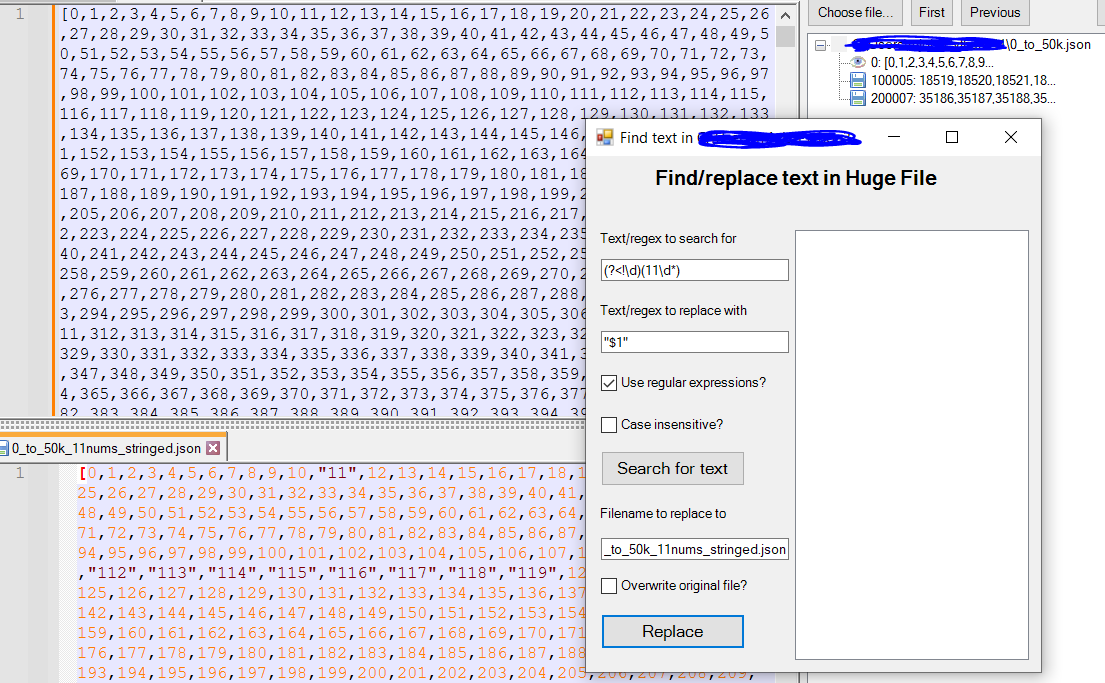 1
[0,1,2,3,4,5,6,7,8,9,10,11,12,13,14,15,16,17,18,19,20,21,22,23,24,25,26
,27,28,29,30,31,32,33,34,35,36,37,38,39,40,41,42,43,44,45,46,47,48,49,5
0,51,52,53,54,55,56,57,58,59,60,61,62,63,64,65,66,67,68,69,70,71,72,73,
74,75,76,77,78,79,80,81,82,83,84,85,86,87,88,89,90,91,92,93,94,95,96,97
,98,99,100,101,102,103,104,105,106,107,108,109,110,111,112,113,114,115,
116,117,118,119,120,121,122,123,124,125,126,127,128,129,130,131,132,133
,134,135,136,137,138,139,140,141,142,143,144,145,146,
1,152,153,154,155,156,157,158,159,160,161,162,163,164
69,170,171,172,173,174,175,176,177,178,179,180,181,18
187,188,189,190,191,192,193,194,195,196,197,198,199,2
,205,206,207,208,209,210,211,212,213,214,215,216,217,
2,223,224,225,226,227,228,229,230,231,232,233,234,235
40,241,242,243,244,245,246,247,248,249,250,251,252,25
258,259,260,261,262,263,264,265,266,267,268,269,270,2
,276,277,278,279,280,281,282,283,284,285,286,287,288,
3,294,295,296,297,298,299,300,301,302,303,304,305,306
11,312,313,314,315,316,317,318,319,320,321,322,323,32
329,330,331,332,333,334,335,336,337,338,339,340,341,3
,347,348,349,350,351,352,353,354,355,356,357,358,359,
4,365,366,367,368,369,370,371,372,373,374,375,376,377
82,383,384,385,386,387,388,389,390,391,392,393,394,39
Choose file... First Previous
\0_to_50k.json
0: [0,1,2,3,4,5,6,7,8,9...
100005: 18519,18520,18521,18...
200007: 35186,35187,35188,35...
Find text in
Find/replace text in Huge File
Text/regex to search for
(?<!\d)(11\d*)
Text/regex to replace with
"$1"
Use regular expressions?
Case insensitive?
Search for text
Filename to replace to
_to_50k_11nums_stringed.json
Overwrite original file?
Replace
0_to_50k_11nums_stringed.json
1
[0,1,2,3,4,5,6,7,8,9,10,"11",12,13,14,15,16,17,18,1
25,26,27,28,29,30,31,32,33,34,35,36,37,38,39,40,41,
48,49,50,51,52,53,54,55,56,57,58,59,60,61,62,63,64,
71,72,73,74,75,76,77,78,79,80,81,82,83,84,85,86,87,
94,95,96,97,98,99,100,101,102,103,104,105,106,107,1
,"112","113","114","115","116","117","118","119",12
125,126,127,128,129,130,131,132,133,134,135,136,137
142,143,144,145,146,147,148,149,150,151,152,153,154
159,160,161,162,163,164,165,166,167,168,169,170,171
176,177,178,179,180,181,182,183,184,185,186,187,188
193,194,195,196,197,198,199,200,201,202,203,204,205,206,207,208,209,